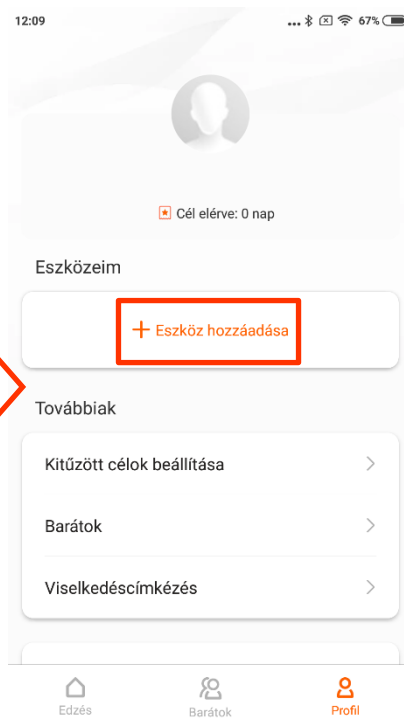 12:09
67%
Cél elérve: 0 nap
Eszközeim
+ Eszköz hozzáadása
Továbbiak
Kitűzött célok beállítása
Barátok
Viselkedéscímkézés
Edzés
Barátok
Profil